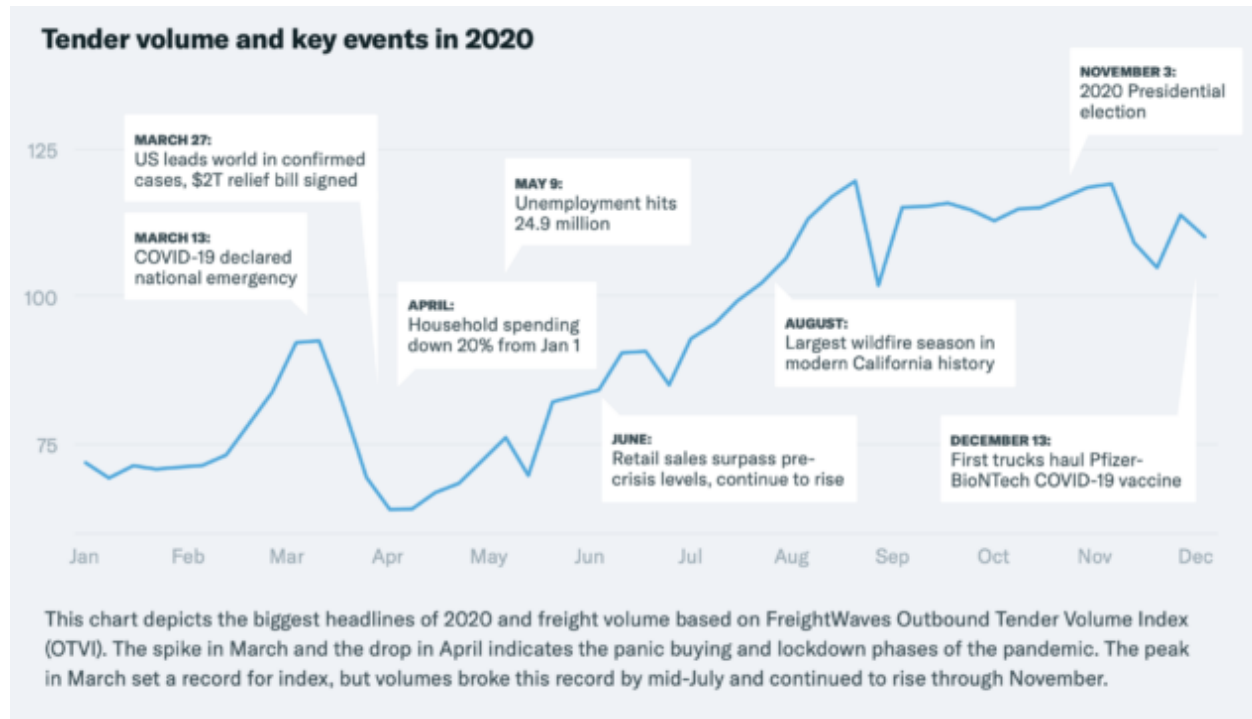 Tender volume and key events in 2020
NOVEMBER 3:
2020 Presidential
election
MARCH 27:
US leads world in confirmed
cases, $2T relief bill signed
125
MAY 9:
Unemployment hits
24.9 million
MARCH 13:
COVID-19 declared
national emergency
100
APRIL:
Household spending
down 20% from Jan 1
AUGUST:
Largest wildfire season in
modern California history
75
JUNE:
Retail sales surpass pre-
crisis levels, continue to rise
DECEMBER 13:
First trucks haul Pfizer-
BioNTech COVID-19 vaccine
Jan Feb Mar Apr May Jun Jul Aug Sep Oct Nov Dec
This chart depicts the biggest headlines of 2020 and freight volume based on FreightWaves Outbound Tender Volume Index
(OTVI). The spike in March and the drop in April indicates the panic buying and lockdown phases of the pandemic. The peak
in March set a record for index, but volumes broke this record by mid-July and continued to rise through November.